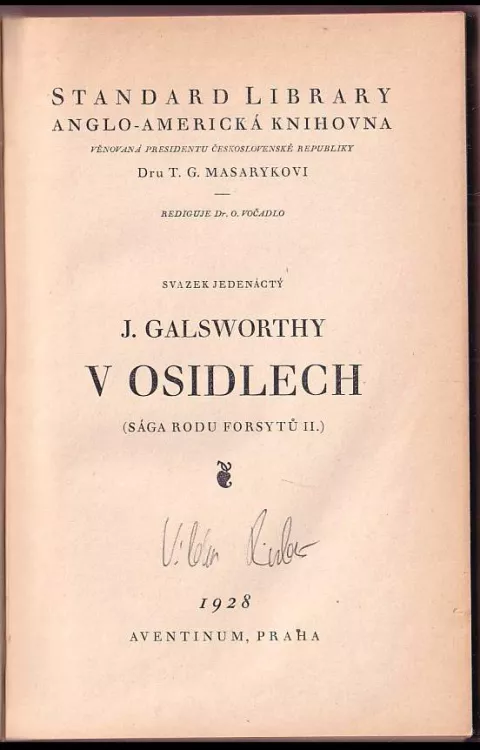 STANDARD LIBRARY
ANGLO-AMERICKÁ KNIHOVNA
VĚNOVANÁ PRESIDENTU ČESKOSLOVENSKÉ REPUBLIKY
Dru T. G. MASARYKOVI
REDIGUJE Dr. O. VOČADLO
SVAZEK JEDENÁCTÝ
J. GALSWORTHY
V OSIDLECH
(SÁGA RODU FORSYTŮ II.)
1928
AVENTINUM, PRAHA